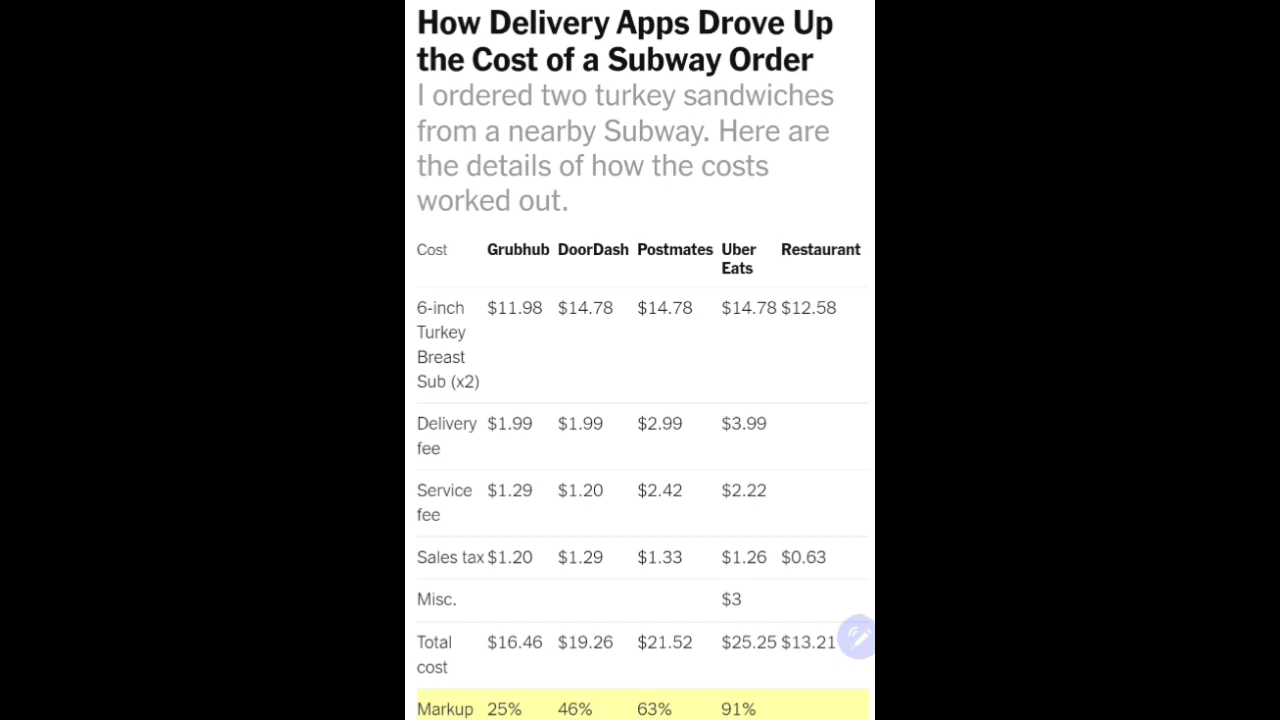 How Delivery Apps Drove Up
the Cost of a Subway Order
I ordered two turkey sandwiches
from a nearby Subway. Here are
the details of how the costs
worked out.
Cost Grubhub DoorDash Postmates Uber Eats Restaurant
6-inch Turkey Breast Sub (x2) $11.98 $14.78 $14.78 $14.78 $12.58
Delivery fee $1.99 $1.99 $2.99 $3.99
Service fee $1.29 $1.20 $2.42 $2.22
Sales tax $1.20 $1.29 $1.33 $1.26 $0.63
Misc. $3
Total cost $16.46 $19.26 $21.52 $25.25 $13.21
Markup 25% 46% 63% 91%